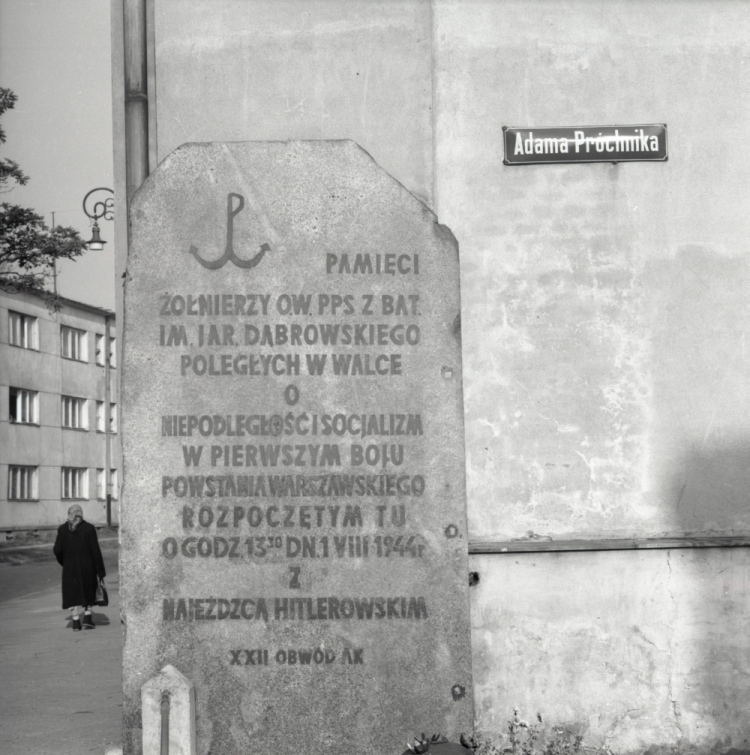 Adama Próchnika
PAMIĘCI
ŻOŁNIERZY O.W. PPS Z BAT.
IM. JAR. DĄBROWSKIEGO
POLEGŁYCH W WALCE
O
NIEPODLEGŁOŚĆ I SOCJALIZM
W PIERWSZYM BOJU
POWSTANIA WARSZAWSKIEGO
ROZPOCZĘTYM TU
O GODZ. 13³⁰ DN. 1 VIII 1944r.
Z
NAJEŹDZCĄ HITLEROWSKIM
XXII OBWÓD AK